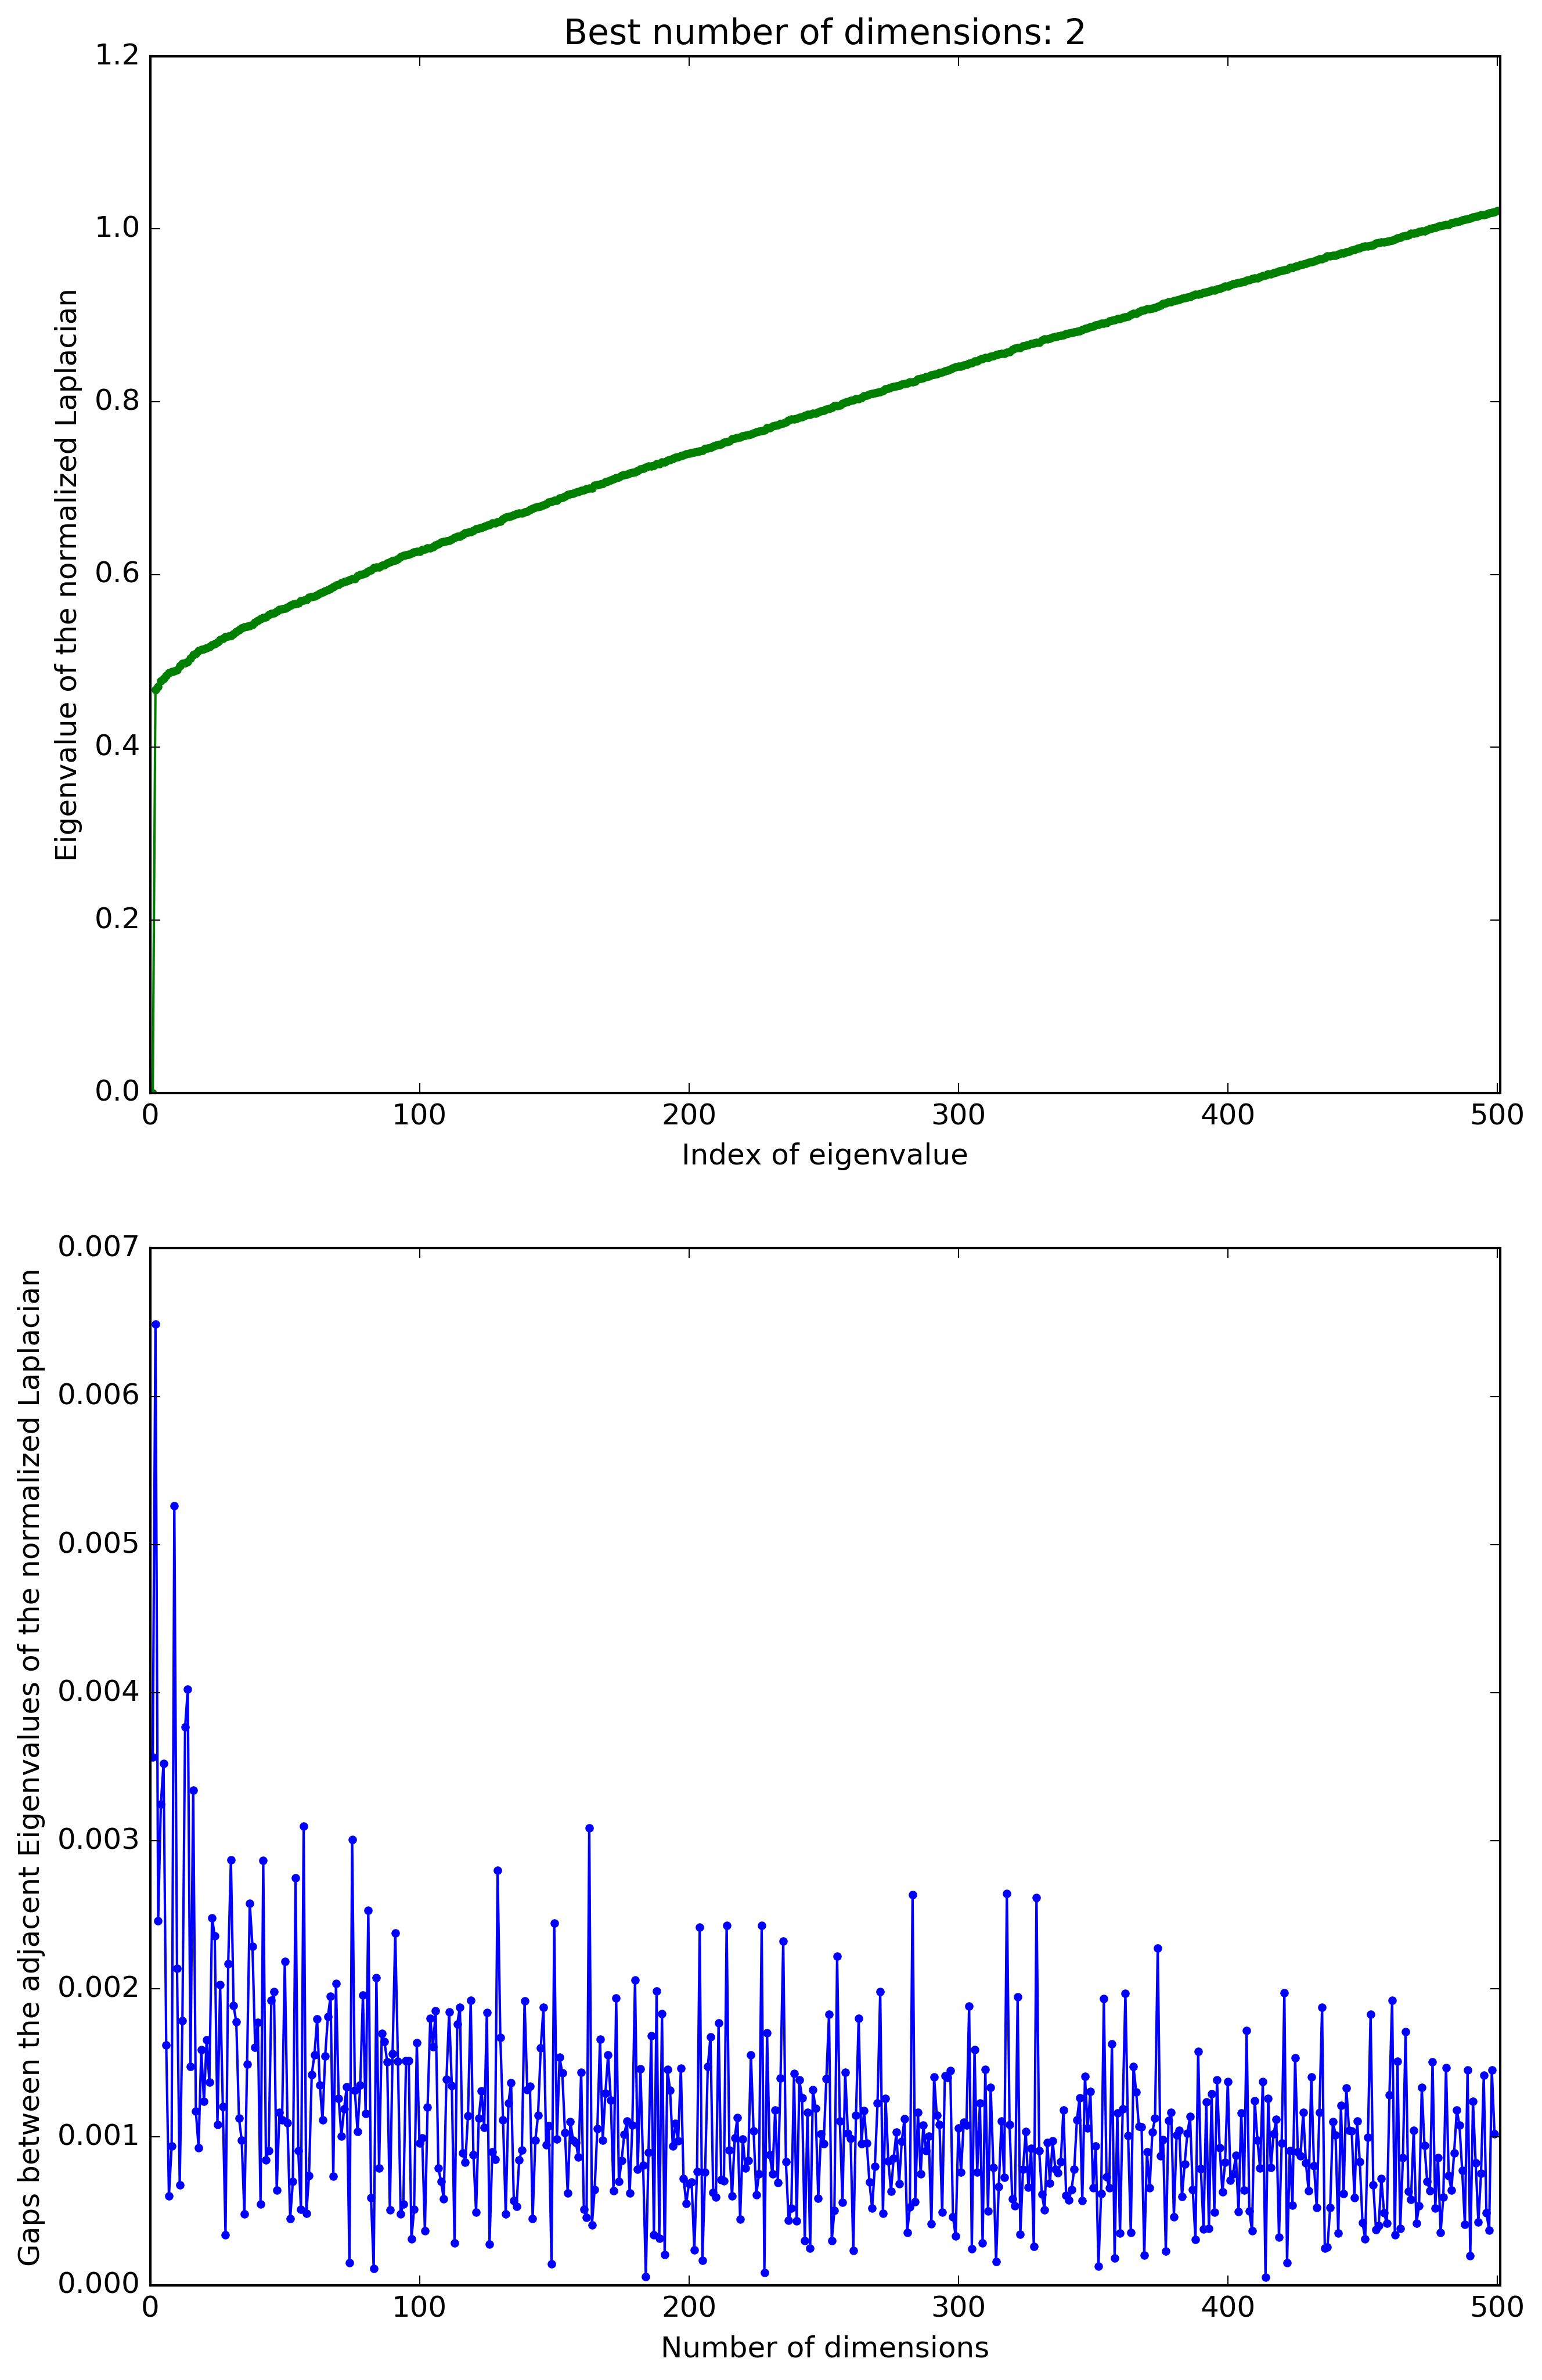 Best number of dimensions: 2
1.2
1.0
0.8
0.6
0.4
0.2
0.0
Eigenvalue of the normalized Laplacian
0 100 200 300 400 500
Index of eigenvalue
0.007
0.006
0.005
0.004
0.003
0.002
0.001
0.000
Gaps between the adjacent Eigenvalues of the normalized Laplacian
0 100 200 300 400 500
Number of dimensions